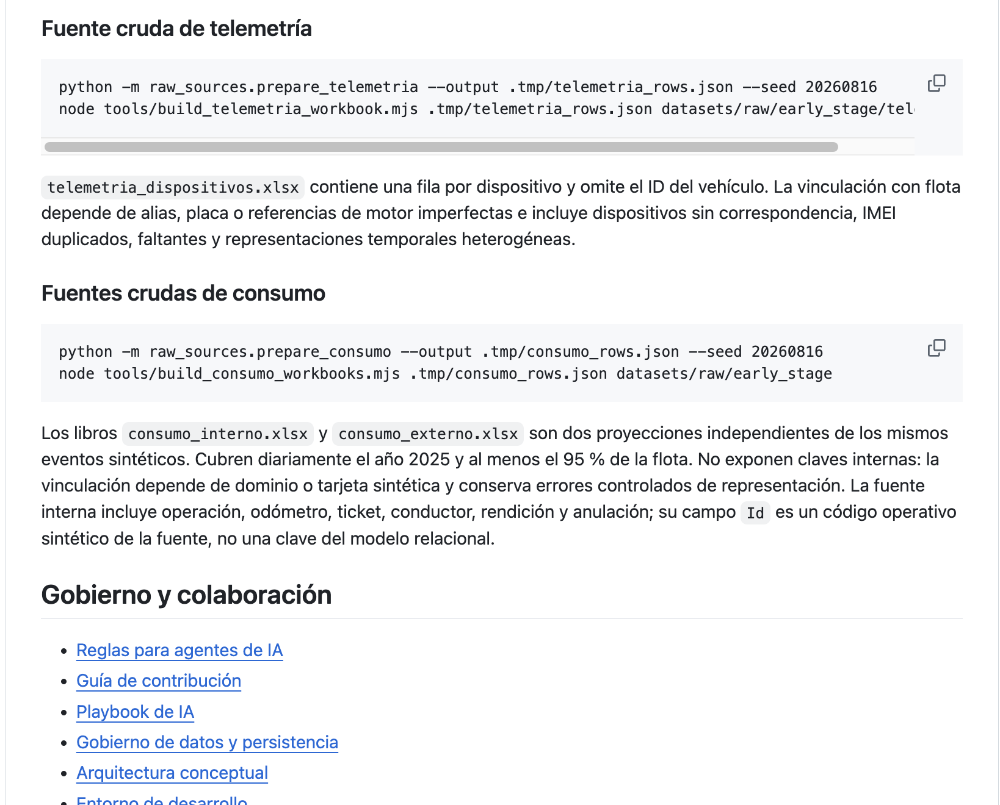 Fuente cruda de telemetría
python -m raw_sources.prepare_telemetria --output .tmp/telemetria_rows.json --seed 20260816
node tools/build_telemetria_workbook.mjs .tmp/telemetria_rows.json datasets/raw/early_stage/tel
telemetria_dispositivos.xlsx contiene una fila por dispositivo y omite el ID del vehículo. La vinculación con flota
depende de alias, placa o referencias de motor imperfectas e incluye dispositivos sin correspondencia, IMEI
duplicados, faltantes y representaciones temporales heterogéneas.
Fuentes crudas de consumo
python -m raw_sources.prepare_consumo --output .tmp/consumo_rows.json --seed 20260816
node tools/build_consumo_workbooks.mjs .tmp/consumo_rows.json datasets/raw/early_stage
Los libros consumo_interno.xlsx y consumo_externo.xlsx son dos proyecciones independientes de los mismos
eventos sintéticos. Cubren diariamente el año 2025 y al menos el 95 % de la flota. No exponen claves internas: la
vinculación depende de dominio o tarjeta sintética y conserva errores controlados de representación. La fuente
interna incluye operación, odómetro, ticket, conductor, rendición y anulación; su campo Id es un código operativo
sintético de la fuente, no una clave del modelo relacional.
Gobierno y colaboración
Reglas para agentes de IA
Guía de contribución
Playbook de IA
Gobierno de datos y persistencia
Arquitectura conceptual
Entorno de desarrollo